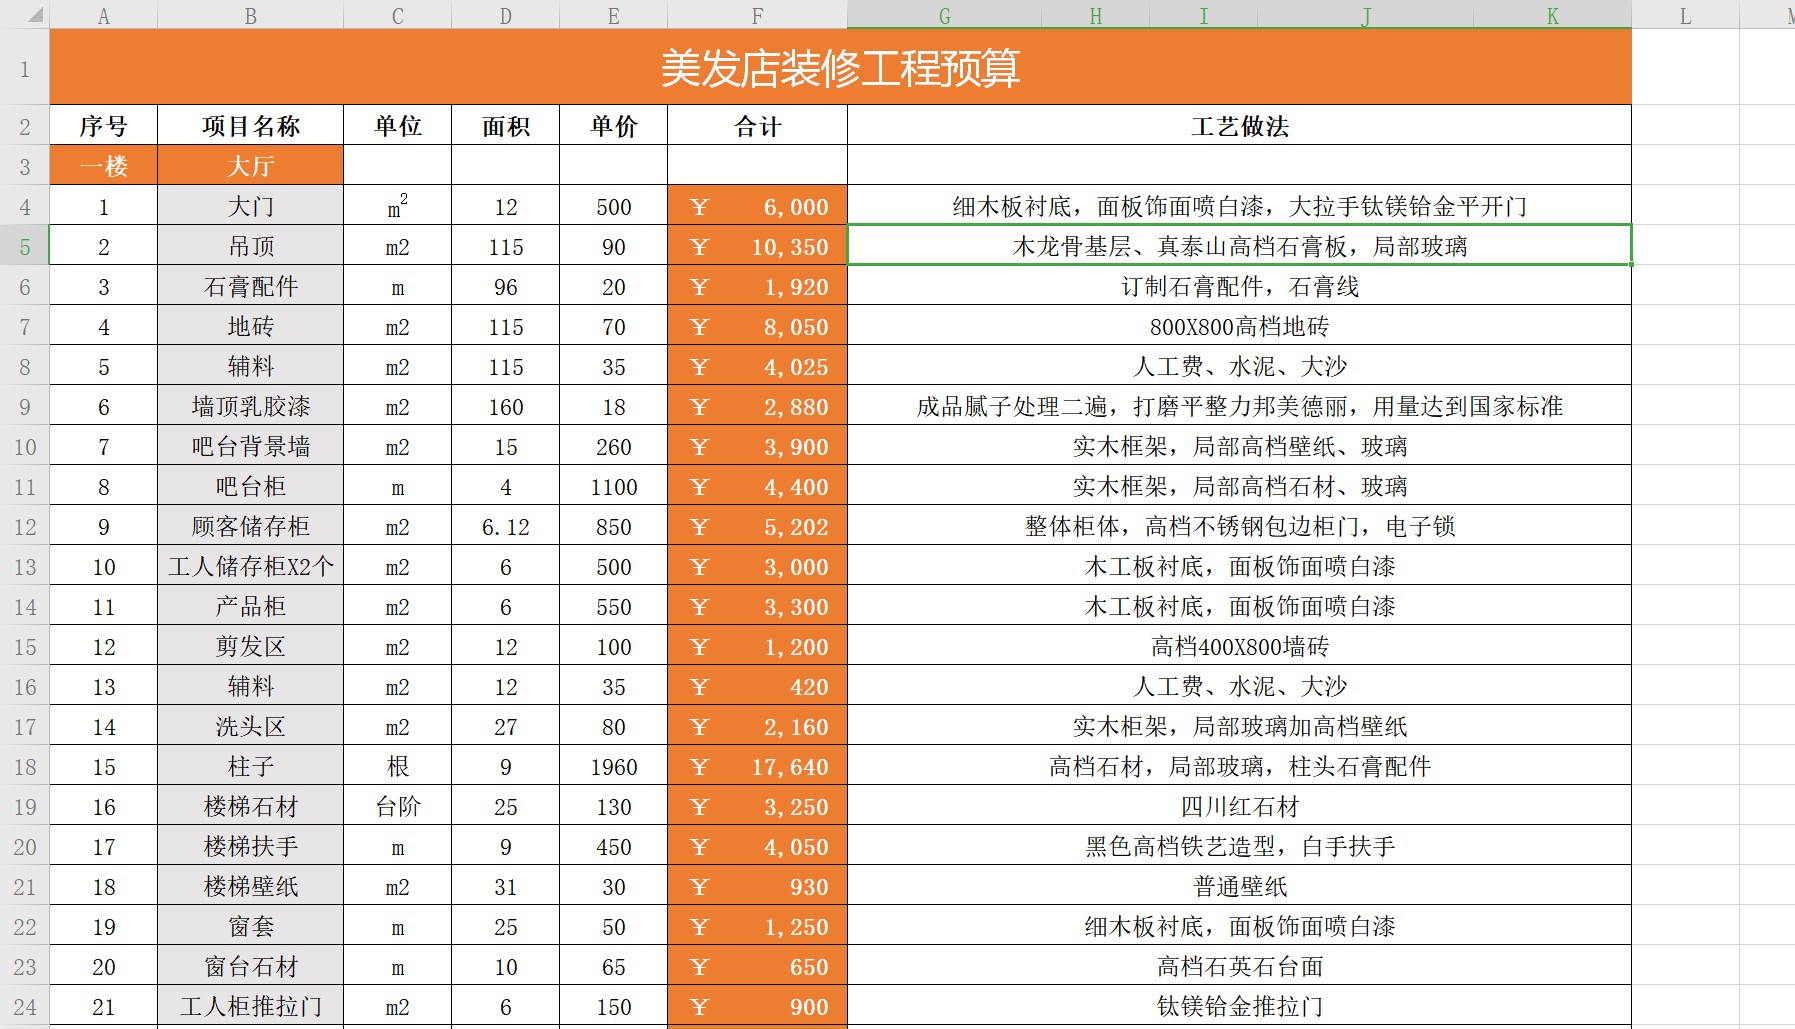 A B C D E F G H I J K L M
1 美发店装修工程预算
2 序号 项目名称 单位 面积 单价 合计 工艺做法
3 一楼 大厅
4 1 大门 m² 12 500 ¥ 6,000 细木板衬底，面板饰面喷白漆，大拉手钛镁铪金平开门
5 2 吊顶 m2 115 90 ¥ 10,350 木龙骨基层、真泰山高档石膏板，局部玻璃
6 3 石膏配件 m 96 20 ¥ 1,920 订制石膏配件，石膏线
7 4 地砖 m2 115 70 ¥ 8,050 800X800高档地砖
8 5 辅料 m2 115 35 ¥ 4,025 人工费、水泥、大沙
9 6 墙顶乳胶漆 m2 160 18 ¥ 2,880 成品腻子处理二遍，打磨平整力邦美德丽，用量达到国家标准
10 7 吧台背景墙 m2 15 260 ¥ 3,900 实木框架，局部高档壁纸、玻璃
11 8 吧台柜 m 4 1100 ¥ 4,400 实木框架，局部高档石材、玻璃
12 9 顾客储存柜 m2 6.12 850 ¥ 5,202 整体柜体，高档不锈钢包边柜门，电子锁
13 10 工人储存柜X2个 m2 6 500 ¥ 3,000 木工板衬底，面板饰面喷白漆
14 11 产品柜 m2 6 550 ¥ 3,300 木工板衬底，面板饰面喷白漆
15 12 剪发区 m2 12 100 ¥ 1,200 高档400X800墙砖
16 13 辅料 m2 12 35 ¥ 420 人工费、水泥、大沙
17 14 洗头区 m2 27 80 ¥ 2,160 实木柜架，局部玻璃加高档壁纸
18 15 柱子 根 9 1960 ¥ 17,640 高档石材，局部玻璃，柱头石膏配件
19 16 楼梯石材 台阶 25 130 ¥ 3,250 四川红石材
20 17 楼梯扶手 m 9 450 ¥ 4,050 黑色高档铁艺造型，白手扶手
21 18 楼梯壁纸 m2 31 30 ¥ 930 普通壁纸
22 19 窗套 m 25 50 ¥ 1,250 细木板衬底，面板饰面喷白漆
23 20 窗台石材 m 10 65 ¥ 650 高档石英石台面
24 21 工人柜推拉门 m2 6 150 ¥ 900 钛镁铪金推拉门